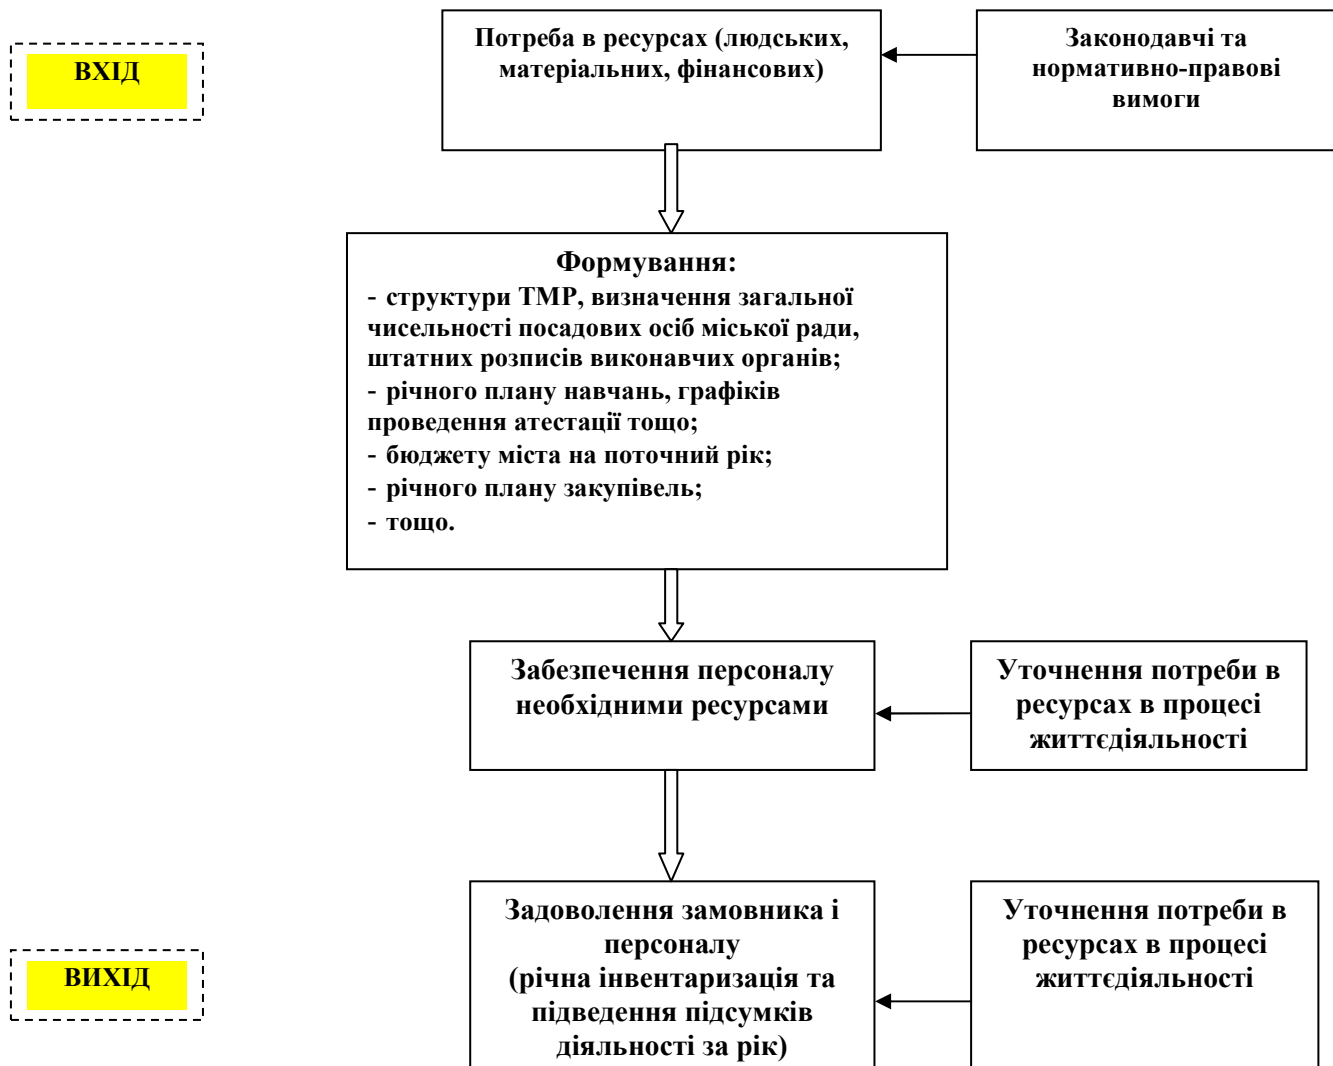 ВХІД
Потреба в ресурсах (людських,
матеріальних, фінансових)
Законодавчі та
нормативно-правові
вимоги
Формування:
- структури ТМР, визначення загальної
чисельності посадових осіб міської ради,
штатних розписів виконавчих органів;
- річного плану навчань, графіків
проведення атестації тощо;
- бюджету міста на поточний рік;
- річного плану закупівель;
- тощо.
Забезпечення персоналу
необхідними ресурсами
Уточнення потреби в
ресурсах в процесі
життєдіяльності
ВИХІД
Задоволення замовника і
персоналу
(річна інвентаризація та
підведення підсумків
діяльності за рік)
Уточнення потреби в
ресурсах в процесі
життєдіяльності